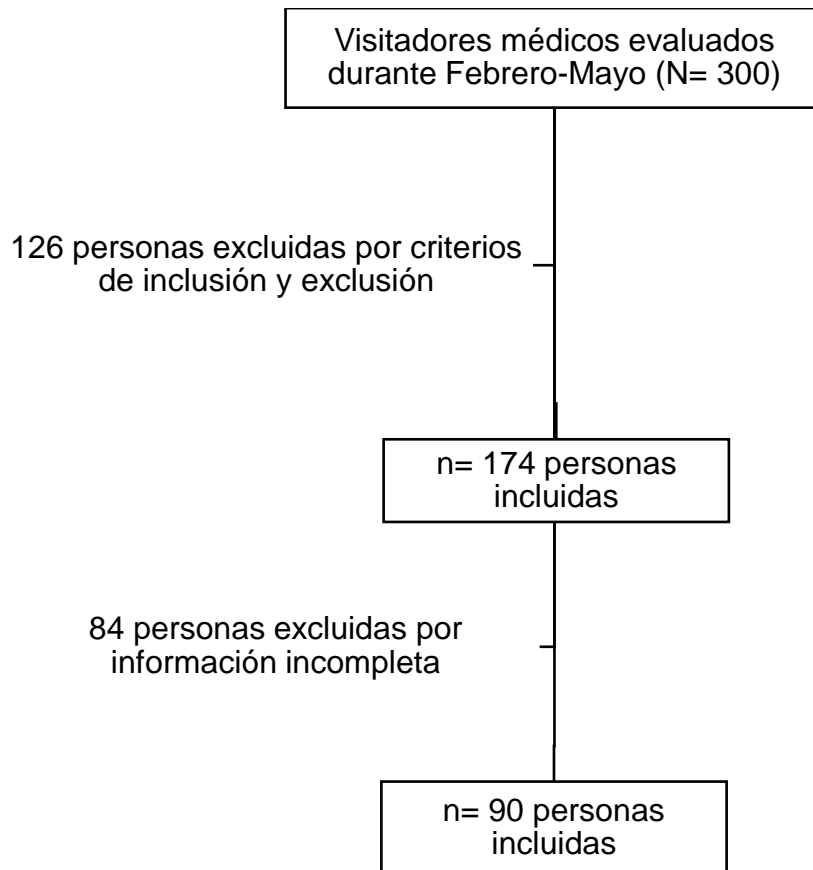 Visitadores médicos evaluados
durante Febrero-Mayo (N= 300)
126 personas excluidas por criterios
de inclusión y exclusión
n= 174 personas
incluidas
84 personas excluidas por
información incompleta
n= 90 personas
incluidas